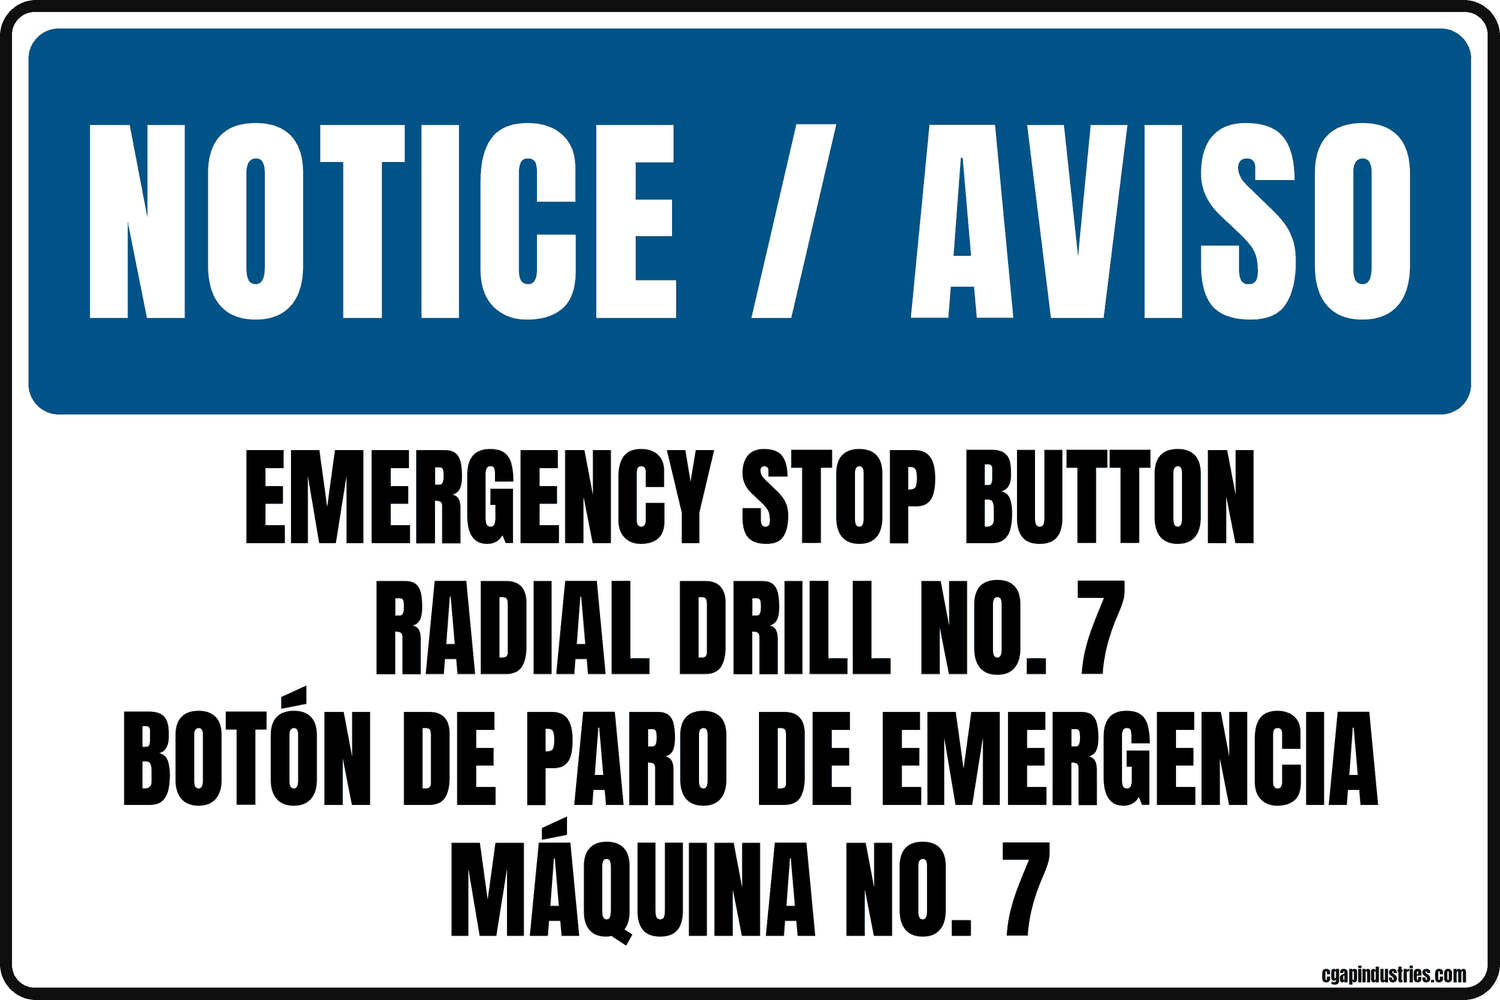 NOTICE / AVISO
EMERGENCY STOP BUTTON
RADIAL DRILL NO. 7
BOTÓN DE PARO DE EMERGENCIA
MÁQUINA NO. 7
cgapindustries.com